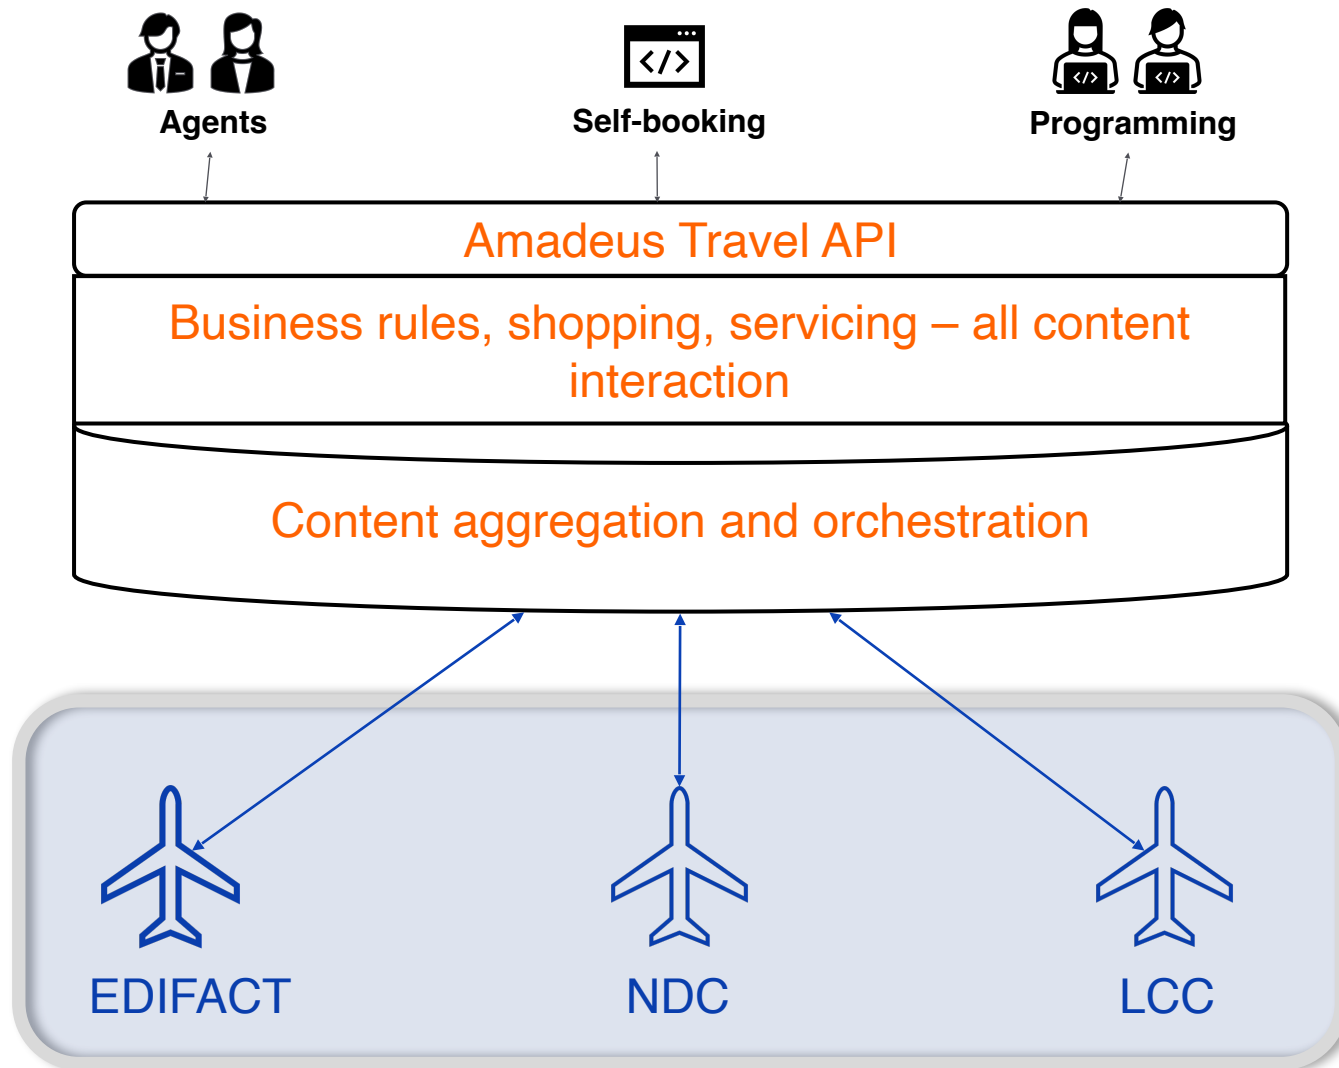 Agents
Self-booking
Programming
Amadeus Travel API
Business rules, shopping, servicing – all content
interaction
Content aggregation and orchestration
EDIFACT
NDC
LCC